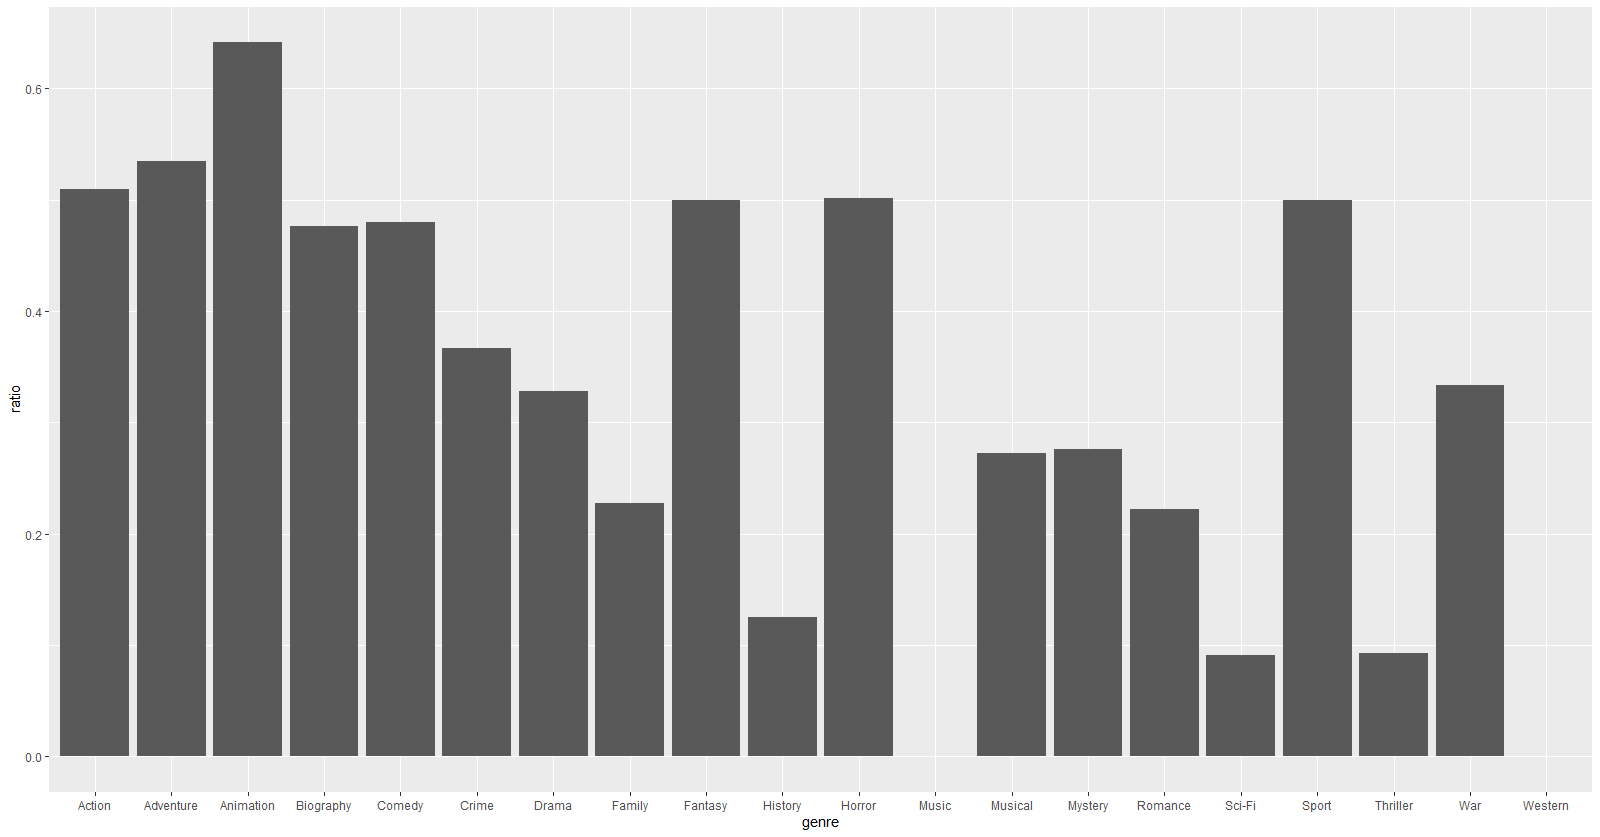 ratio
0.6
0.4
0.2
0.0
Action Adventure Animation Biography Comedy Crime Drama Family Fantasy History Horror Music Musical Mystery Romance Sci-Fi Sport Thriller War Western
genre